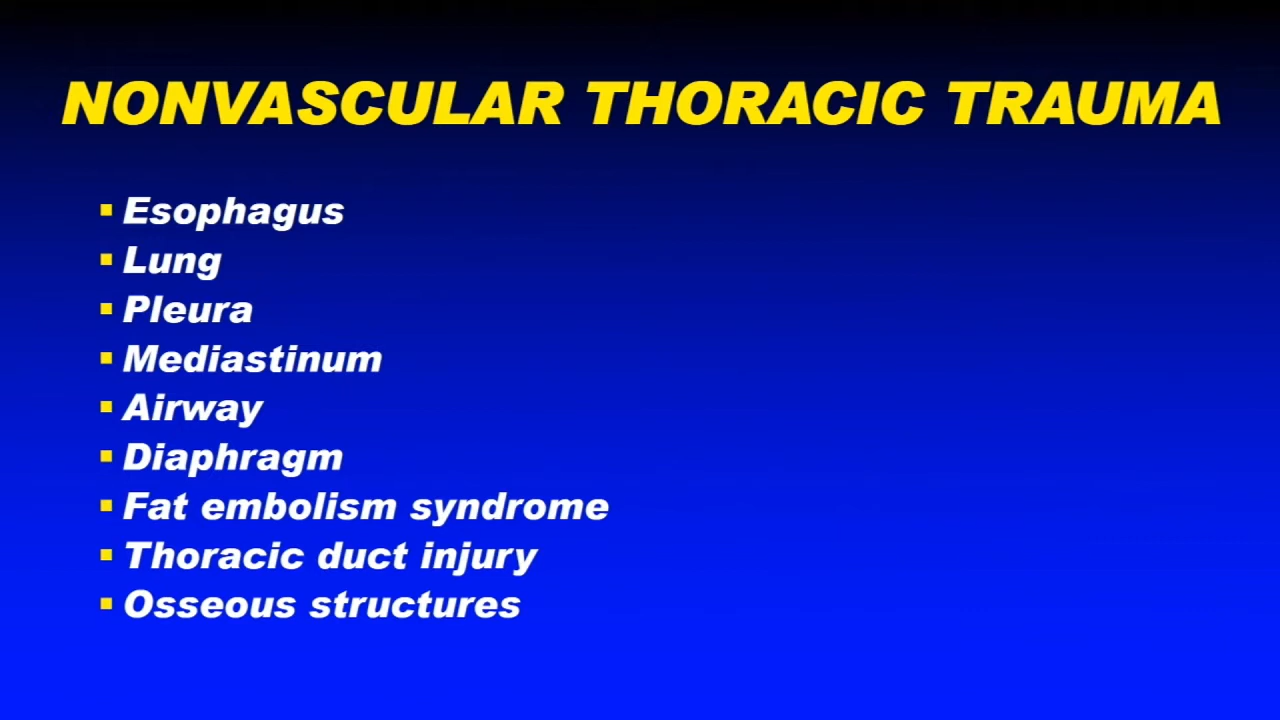 NONVASCULAR THORACIC TRAUMA
Esophagus
Lung
Pleura
Mediastinum
Airway
Diaphragm
Fat embolism syndrome
Thoracic duct injury
Osseous structures